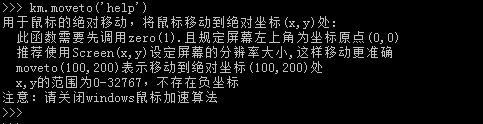 >>> km.moveto('help')
用于鼠标的绝对移动，将鼠标移动到绝对坐标(x,y)处:
此函数需要先调用zero(1).且规定屏幕左上角为坐标原点(0,0)
推荐使用Screen(x,y)设定屏幕的分辨率大小,这样移动更准确
moveto(100,200)表示移动到绝对坐标(100,200)处
x,y的范围为0-32767，不存在负坐标
注意：请关闭windows鼠标加速算法
>>>